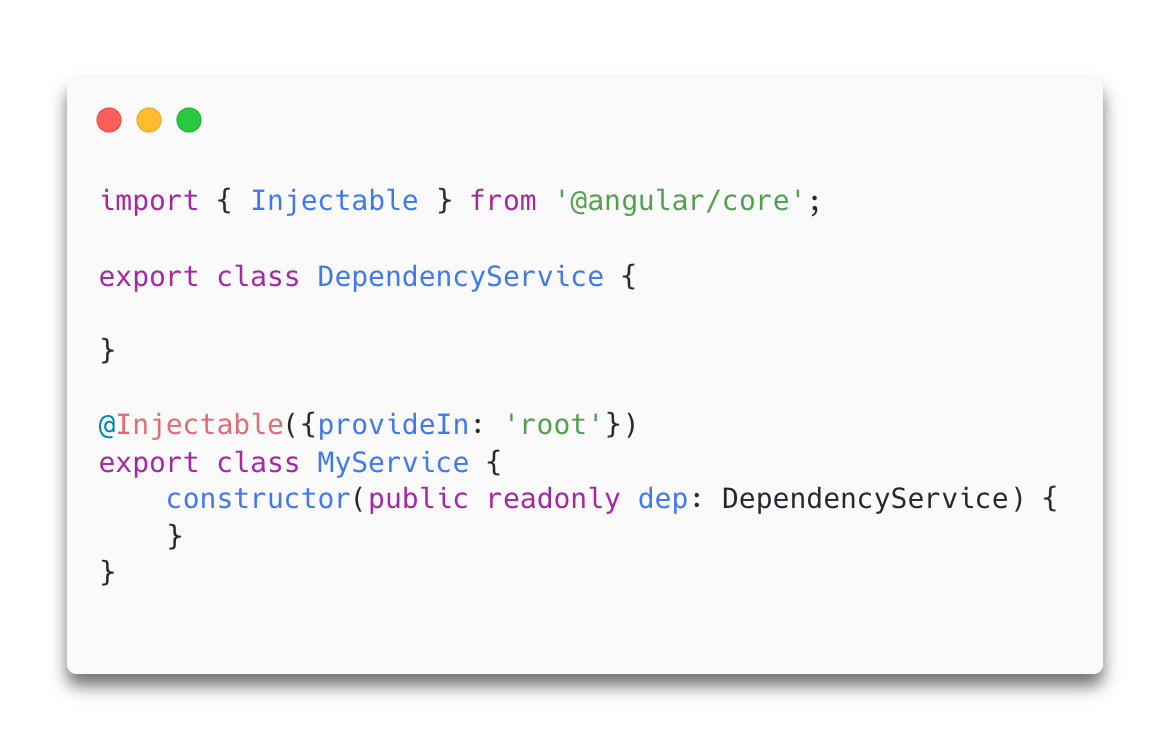 import { Injectable } from '@angular/core';
export class DependencyService {
}
@Injectable({provideIn: 'root'})
export class MyService {
    constructor(public readonly dep: DependencyService) {
    }
}